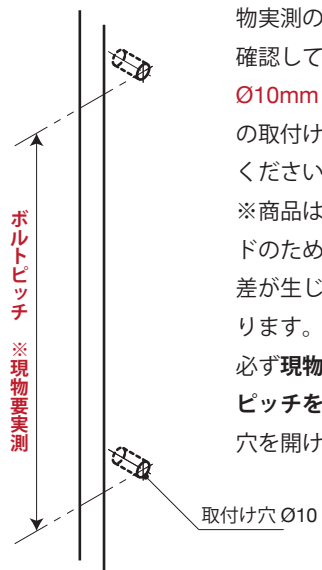 物実測の
確認して
Ø10mm
の取付け
ください
※商品は
ドのため
差が生じ
ります。
必ず現物
ピッチを
穴を開け
ボルトピッチ ※現物要実測
取付け穴 Ø10